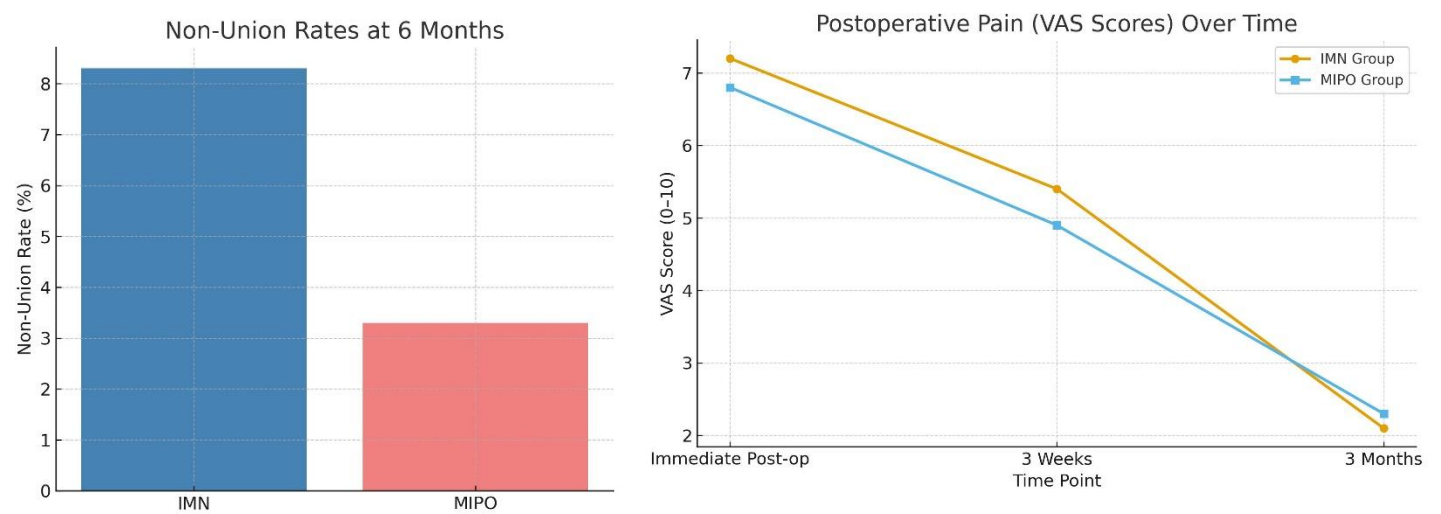 Non-Union Rates at 6 Months
Non-Union Rate (%)
8
7
6
5
4
3
2
1
0
IMN
MIPO
Postoperative Pain (VAS Scores) Over Time
IMN Group
MIPO Group
VAS Score (0–10)
7
6
5
4
3
2
Immediate Post-op
3 Weeks
3 Months
Time Point